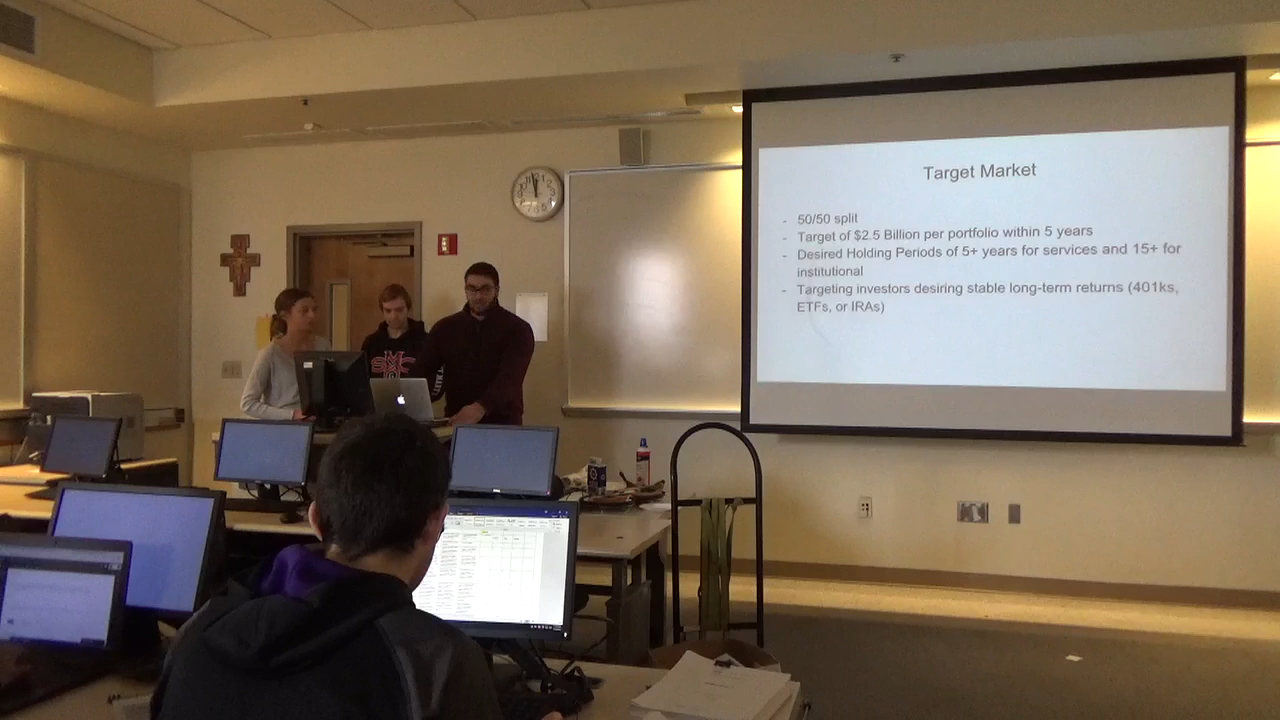 Target Market
- 50/50 split
- Target of $2.5 Billion per portfolio within 5 years
- Desired Holding Periods of 5+ years for services and 15+ for
institutional
- Targeting investors desiring stable long-term returns (401ks,
ETFs, or IRAs)
SMC